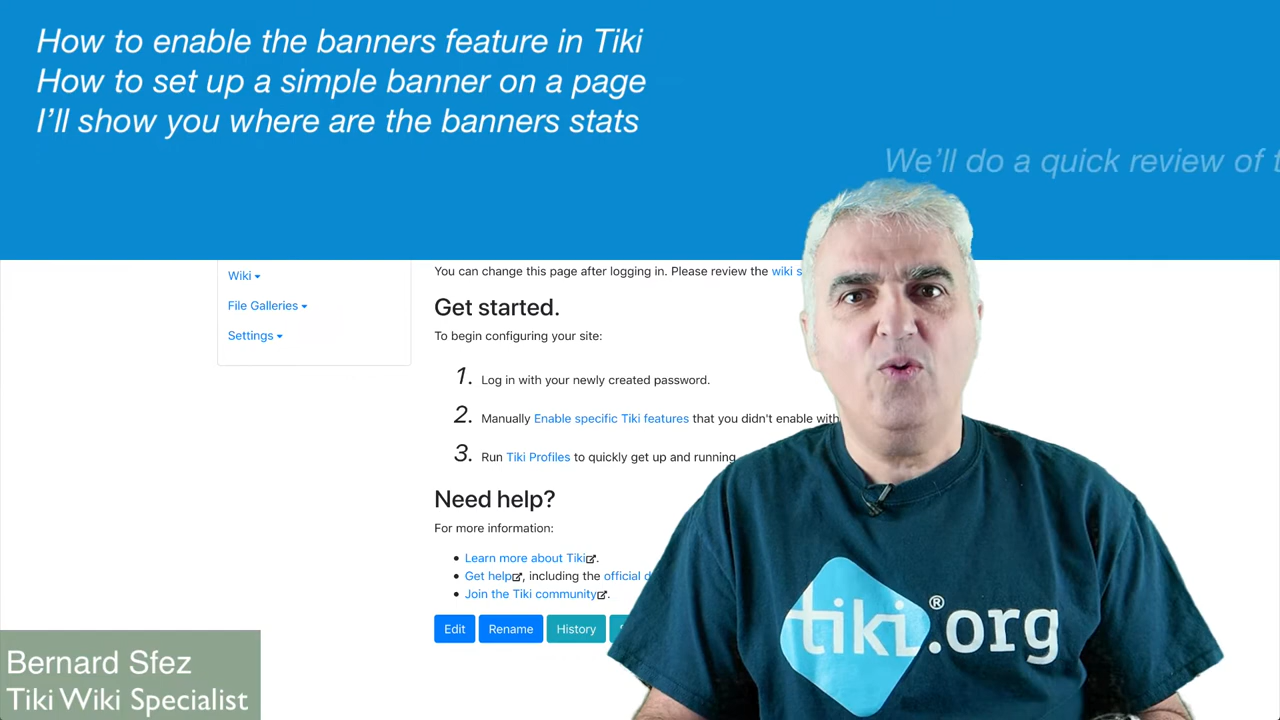 How to enable the banners feature in Tiki
How to set up a simple banner on a page
I'll show you where are the banners stats
We'll do a quick review of
Wiki
File Galleries
Settings
You can change this page after logging in. Please review the wiki
Get started.
To begin configuring your site:
1. Log in with your newly created password.
2. Manually Enable specific Tiki features that you didn't enable with
3. Run Tiki Profiles to quickly get up and running
Need help?
For more information:
• Learn more about Tiki.
• Get help, including the official
• Join the Tiki community.
Edit Rename History
tiki®.org
Bernard Sfez
Tiki Wiki Specialist